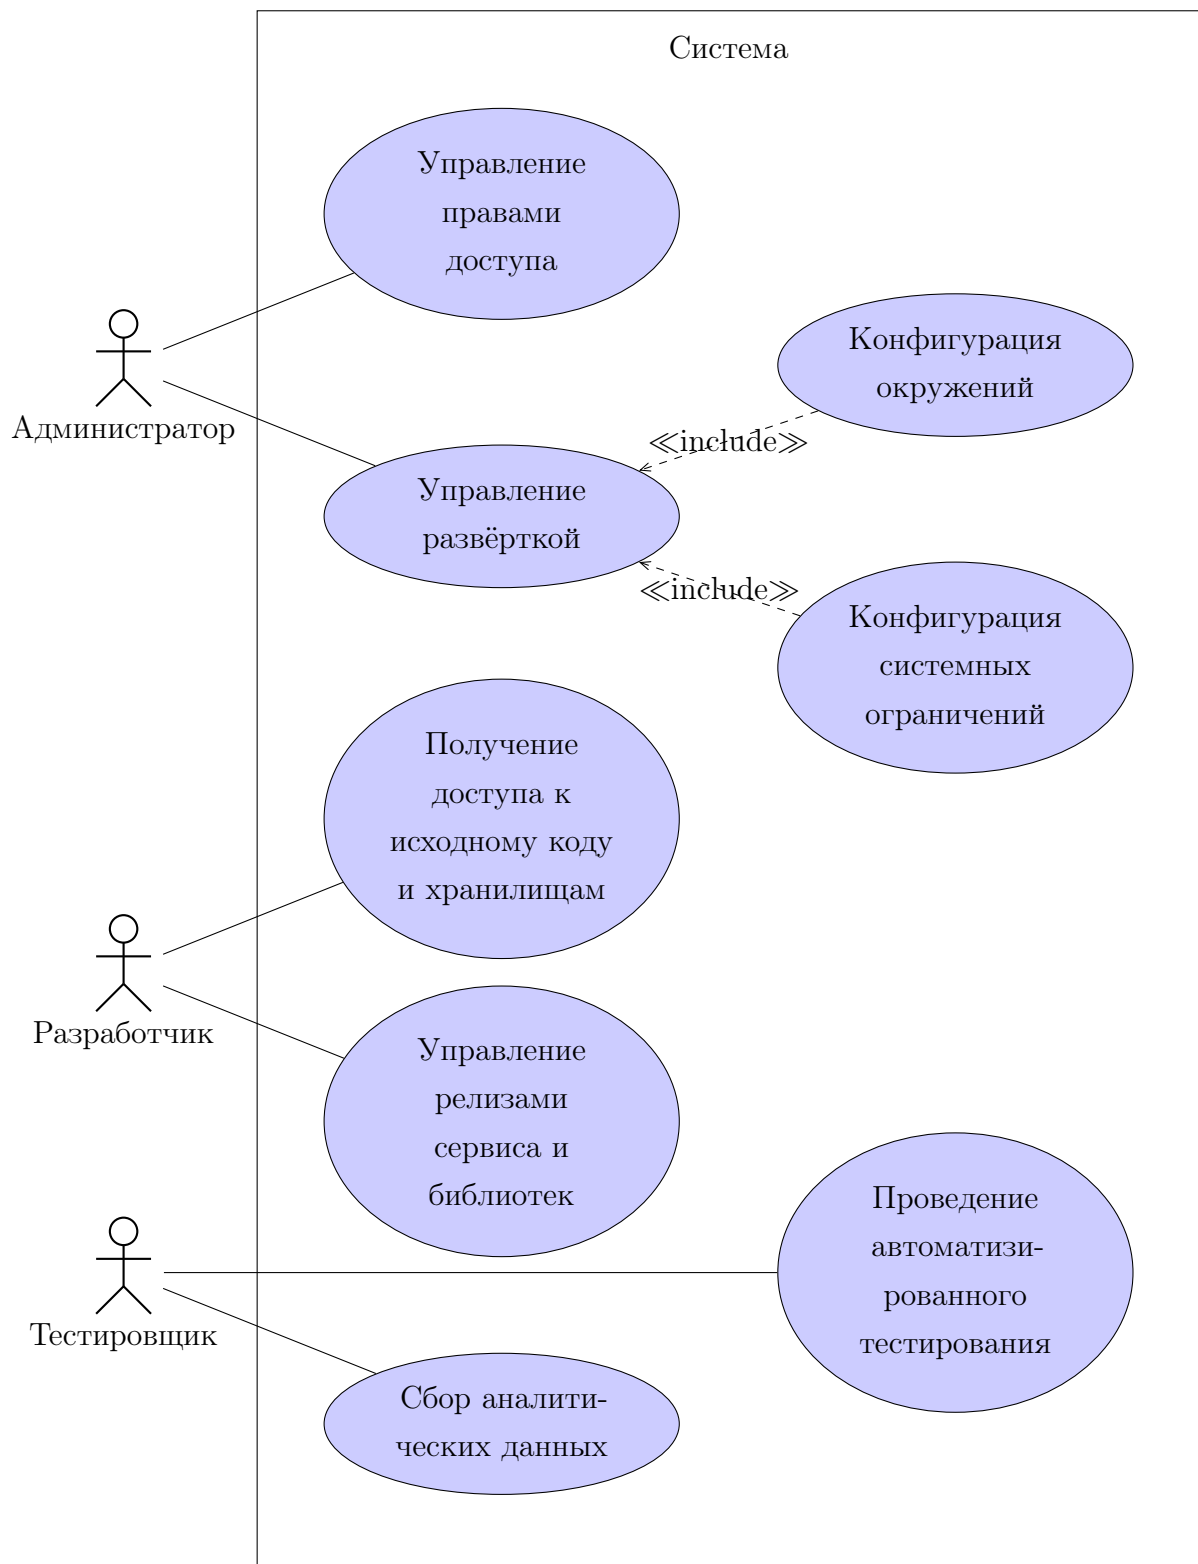 Система
Управление
правами
доступа
Администратор
Конфигурация
окружений
≪include≫
Управление
развёрткой
≪include≫
Конфигурация
системных
ограничений
Получение
доступа к
исходному коду
и хранилищам
Разработчик
Управление
релизами
сервиса и
библиотек
Тестировщик
Проведение
автоматизи-
рованного
тестирования
Сбор аналити-
ческих данных